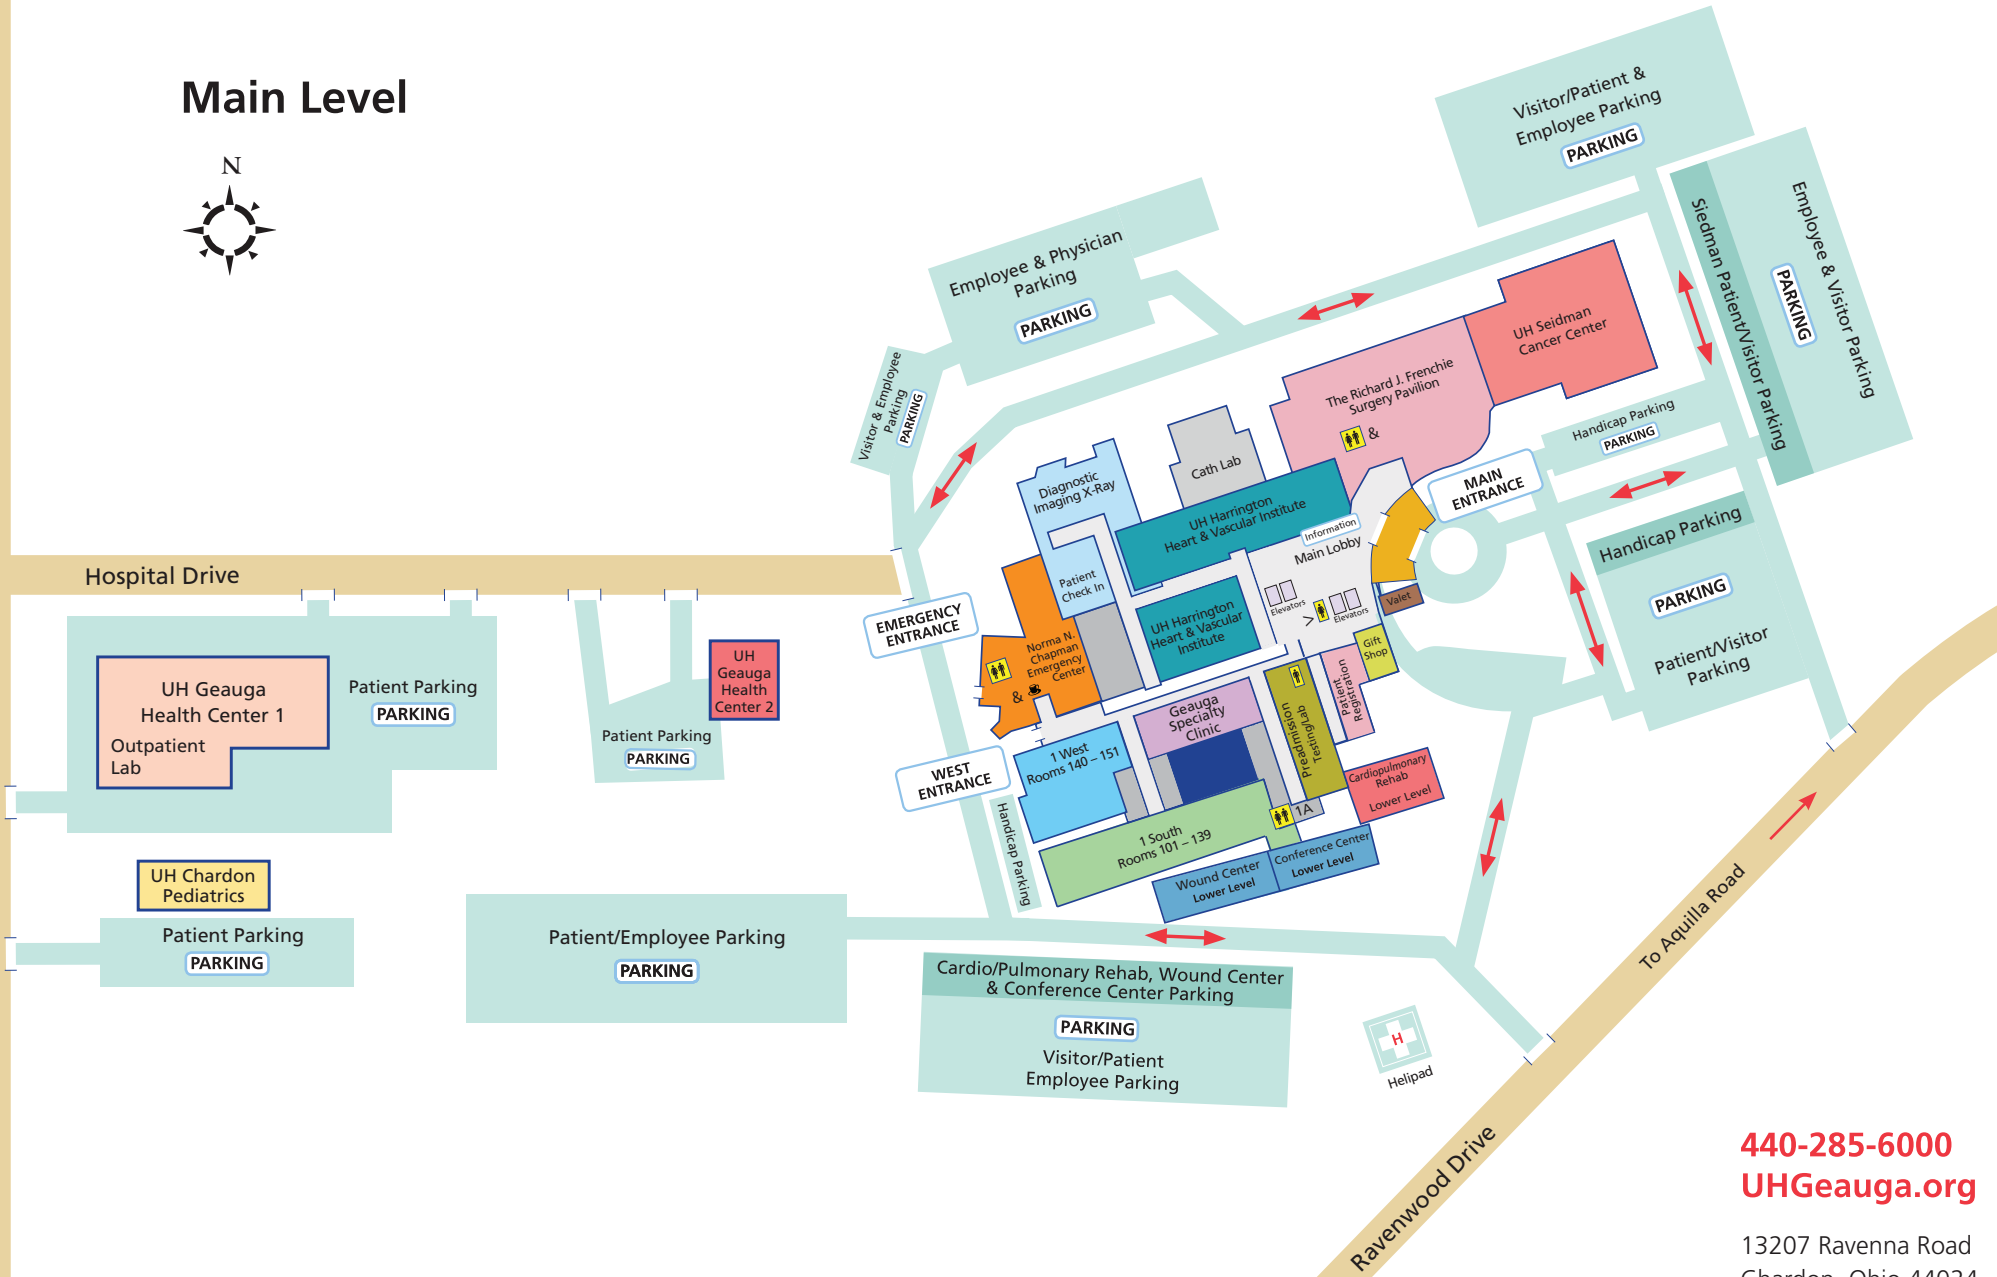 Main Level
N
Visitor/Patient &
Employee Parking
PARKING
Siedman Patient/Visitor Parking
Employee & Visitor Parking
PARKING
Employee & Physician
Parking
PARKING
Visitor & Employee
Parking
PARKING
UH Seidman
Cancer Center
The Richard J. Frenchie
Surgery Pavilion
&
Handicap Parking
PARKING
MAIN
ENTRANCE
Cath Lab
Diagnostic
Imaging X-Ray
UH Harrington
Heart & Vascular Institute
Information
Main Lobby
Handicap Parking
PARKING
Patient/Visitor
Parking
Hospital Drive
Patient
Check In
Elevators
Elevators
Valet
EMERGENCY
ENTRANCE
UH Harrington
Heart & Vascular
Institute
Norma N.
Chapman
Emergency
Center
&
Gift
Shop
Patient
Registration
UH Geauga
Health Center 1
Outpatient
Lab
Patient Parking
PARKING
UH
Geauga
Health
Center 2
Patient Parking
PARKING
Geauga
Specialty
Clinic
Preadmission
Testing/Lab
WEST
ENTRANCE
1 West
Rooms 140 – 151
Cardiopulmonary
Rehab
Lower Level
1A
Handicap Parking
1 South
Rooms 101 – 139
Conference Center
Lower Level
Wound Center
Lower Level
UH Chardon
Pediatrics
Patient Parking
PARKING
Patient/Employee Parking
PARKING
Cardio/Pulmonary Rehab, Wound Center
& Conference Center Parking
PARKING
Visitor/Patient
Employee Parking
H
Helipad
To Aquilla Road
Ravenwood Drive
440-285-6000
UHGeauga.org
13207 Ravenna Road
Chardon, Ohio 44024